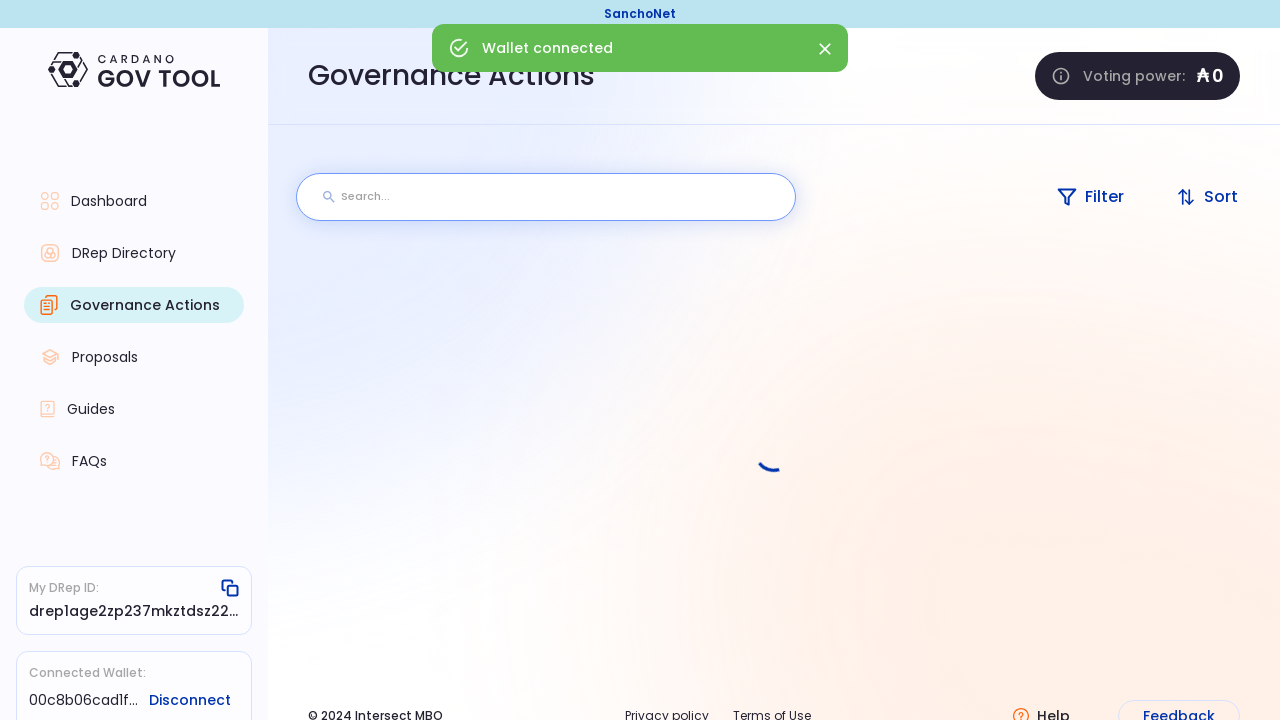 SanchoNet
Wallet connected
CARDANO
GOV TOOL
Governance Actions
Voting power: ₳0
Search...
Filter
Sort
Dashboard
DRep Directory
Governance Actions
Proposals
Guides
FAQs
My DRep ID:
drep1age2zp237mkztdsz22...
Connected Wallet:
00c8b06cad1f... Disconnect
© 2024 Intersect MBO
Privacy policy
Terms of Use
Help
Feedback